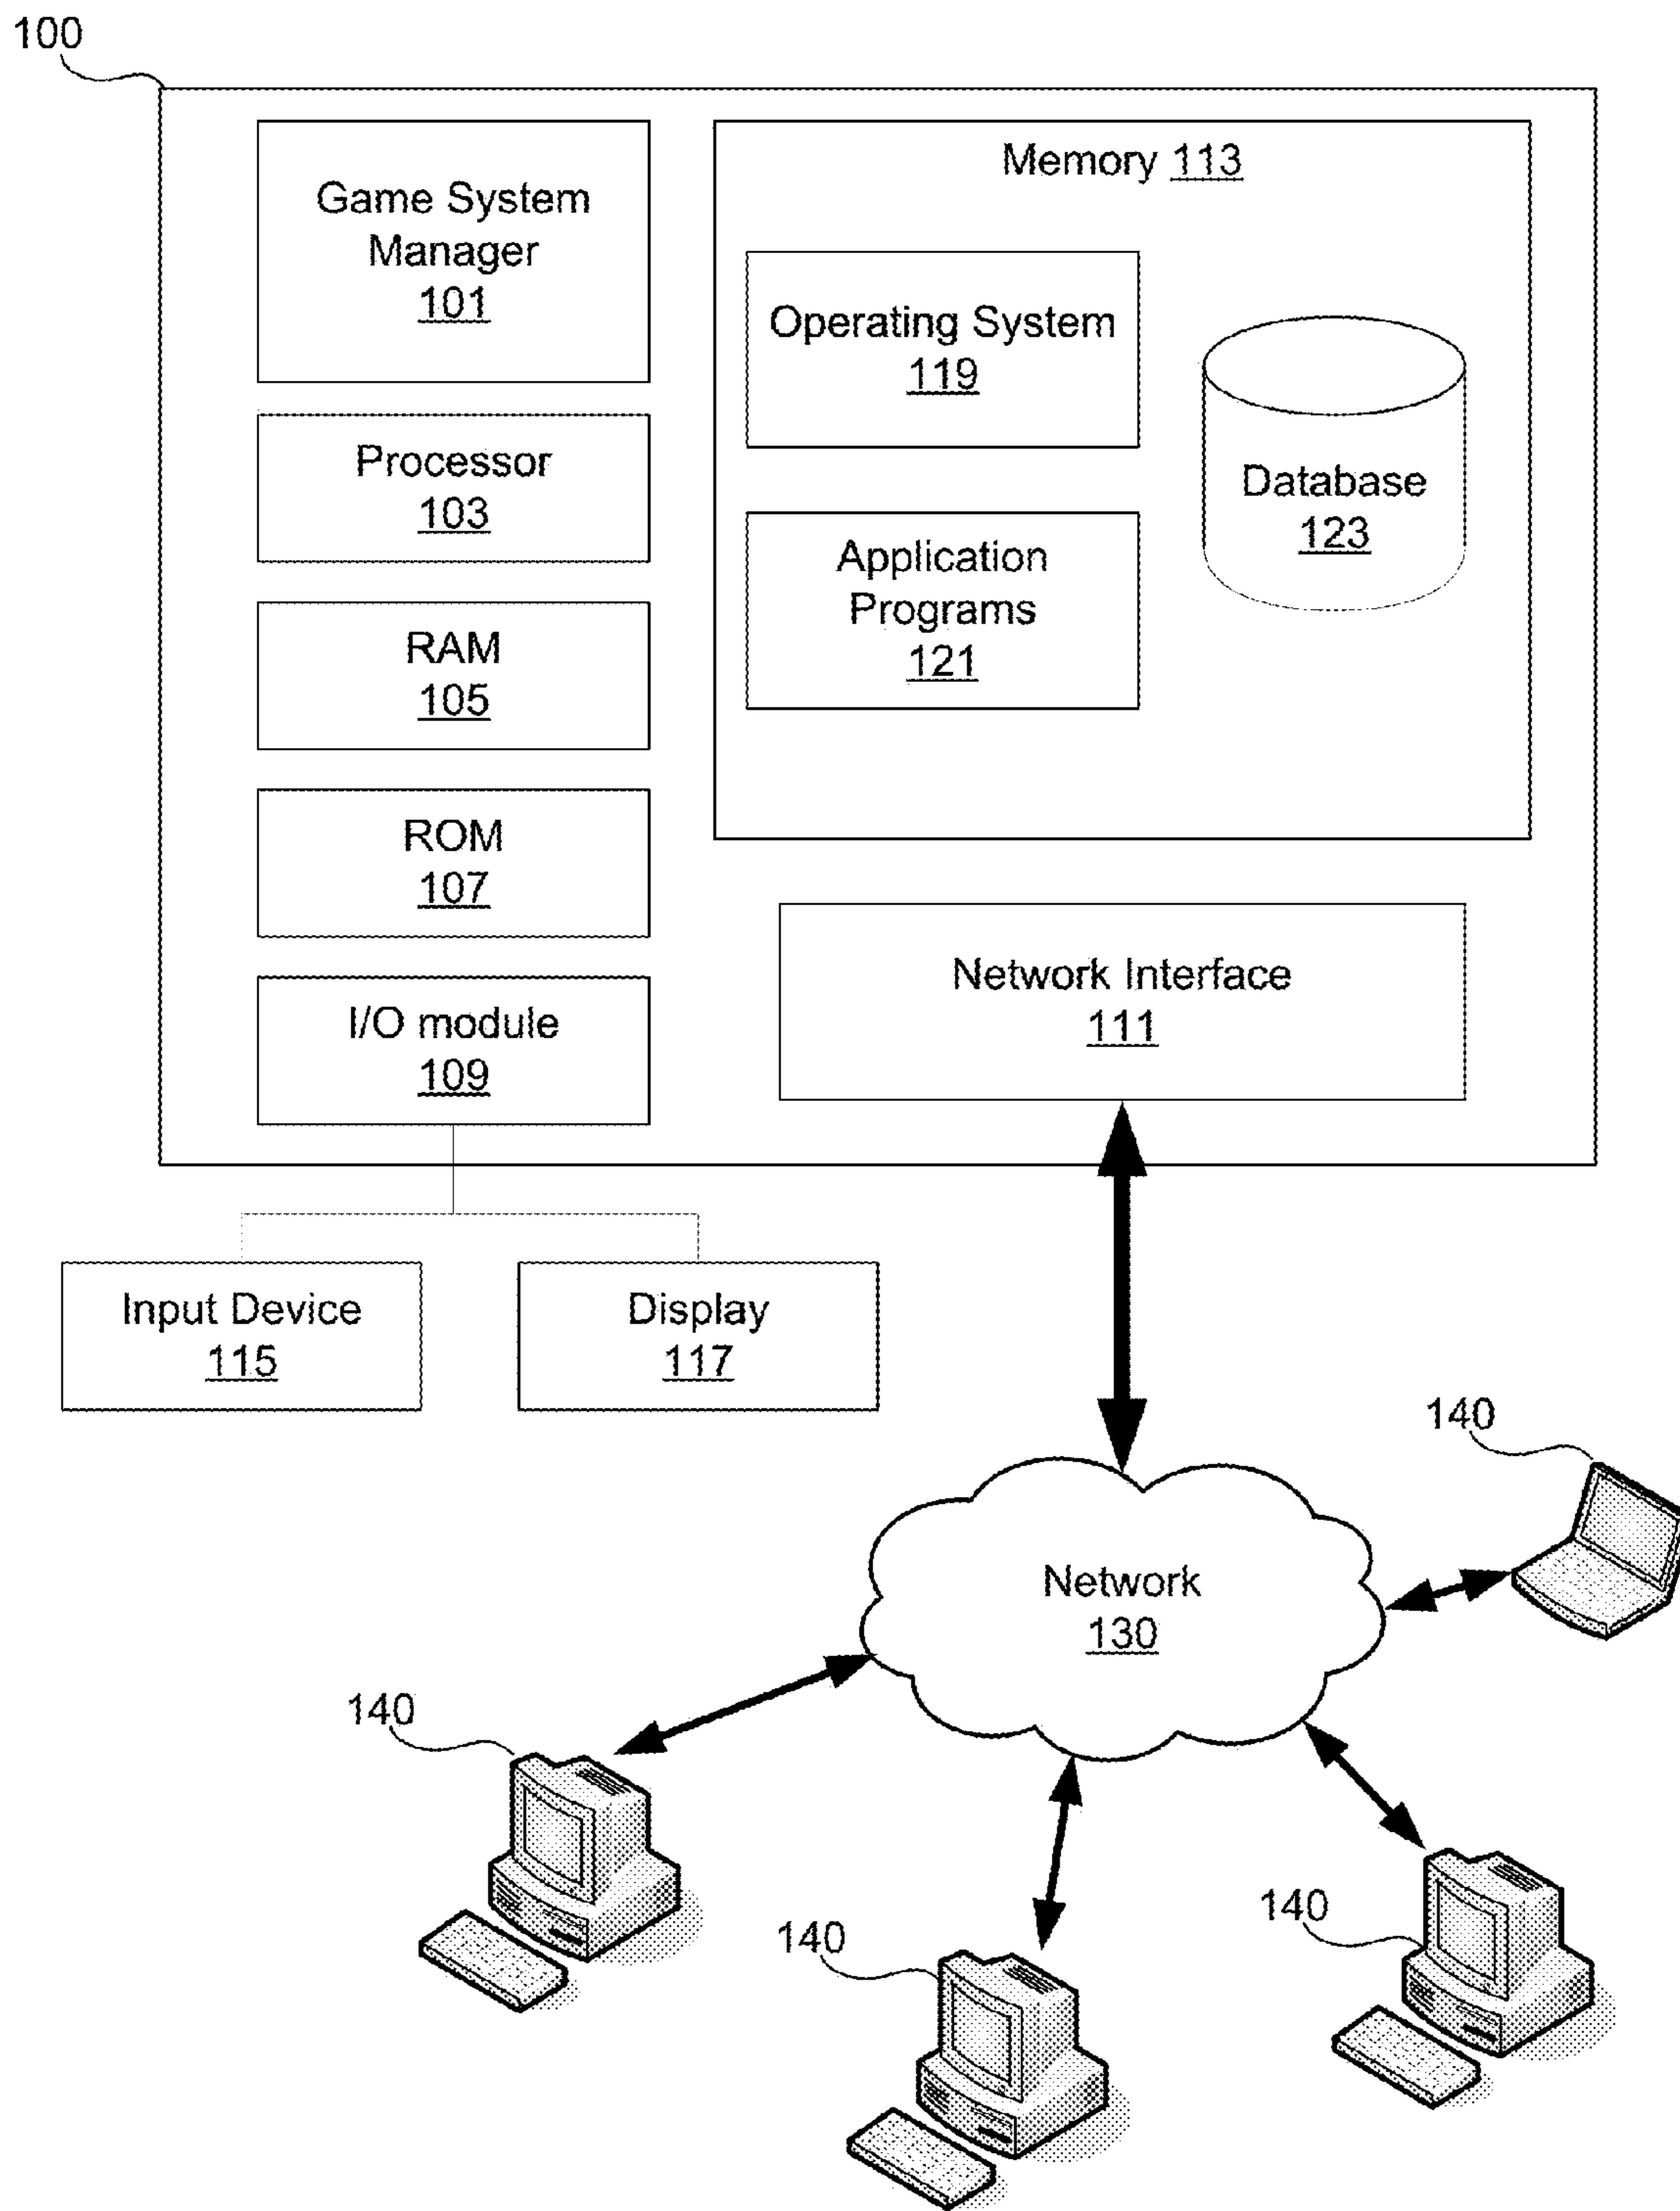 100
Game System
Manager
101
Processor
103
RAM
105
ROM
107
I/O module
109
Memory 113
Operating System
119
Application
Programs
121
Database
123
Network Interface
111
Input Device
115
Display
117
Network
130
140
140
140
140